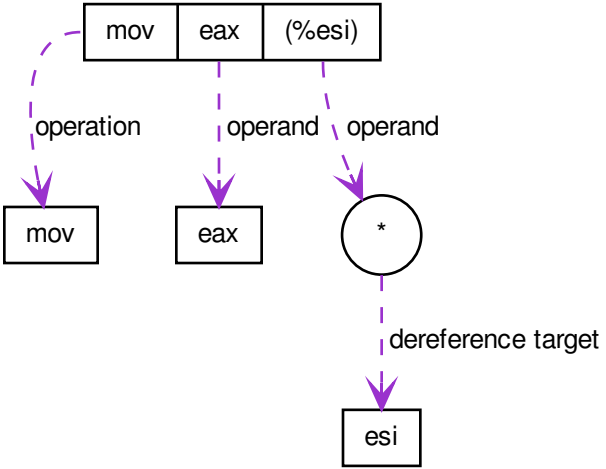 mov eax (%esi)
operation operand operand
mov eax *
dereference target
esi